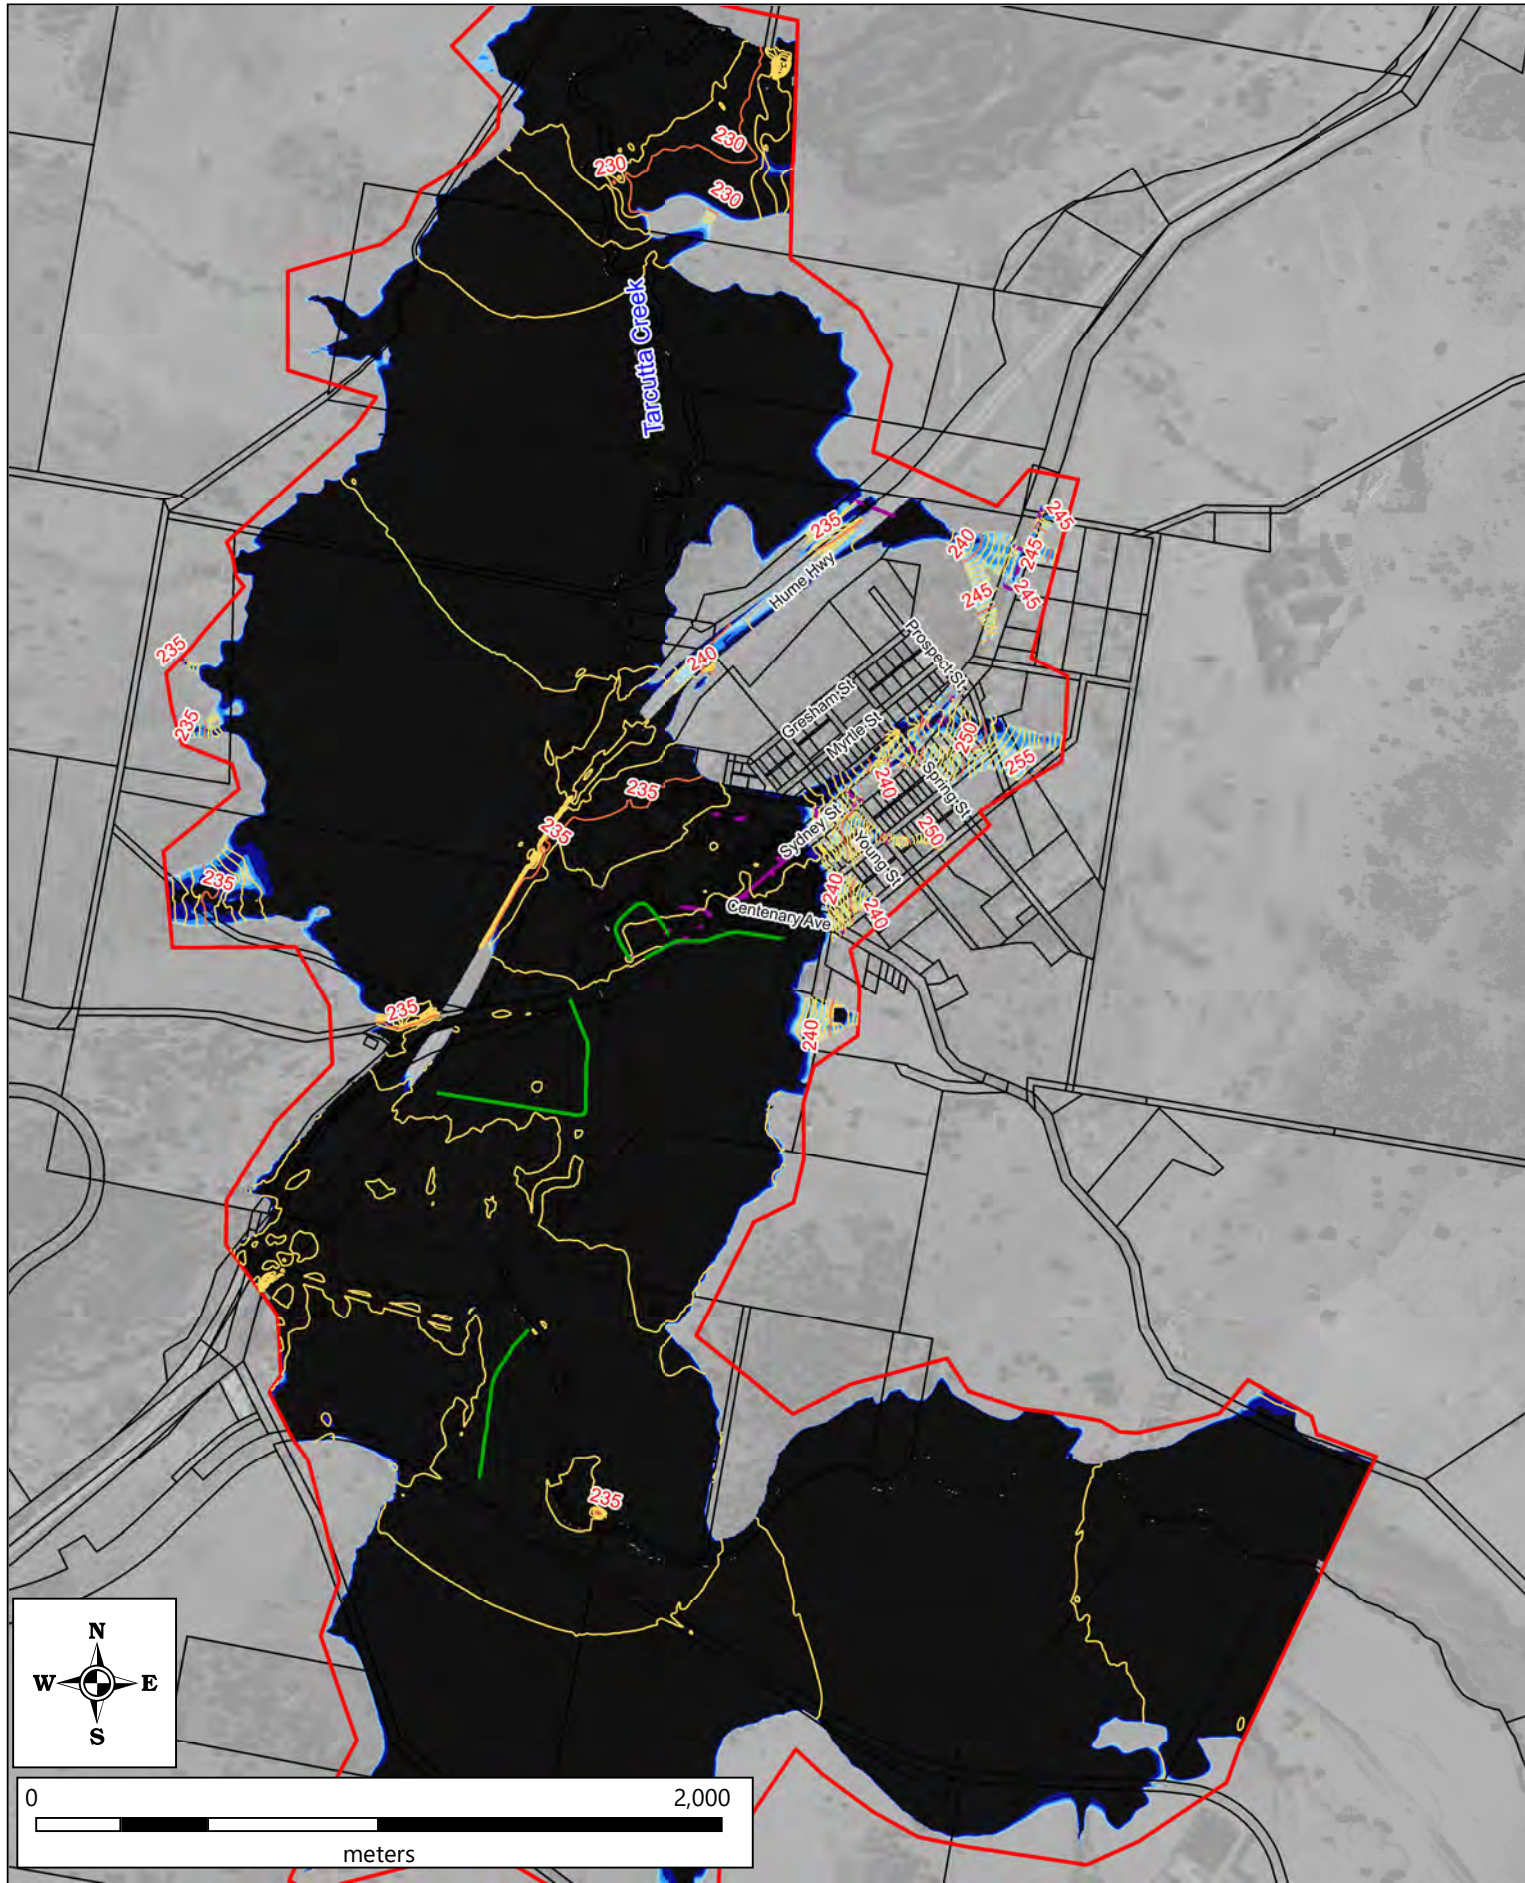 230
230
230
Tarcutta Creek
235
245
240
245
Hume Hwy
245
245
Prospect St
235
240
Gresham St
235
Myrtle St
250
255
240
Spring St
235
235
Sydney St
250
Young St
235
240
Centenary Ave
240
235
240
235
N
W E
S
0 2,000
meters